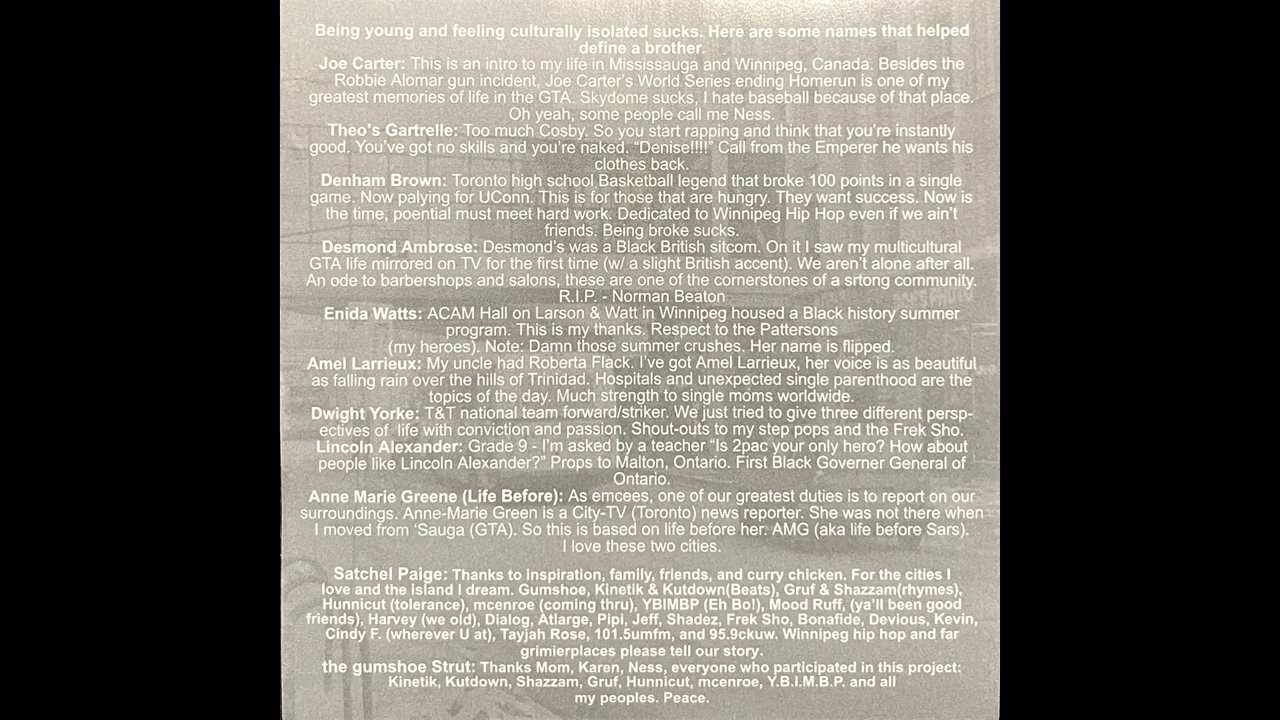 Being young and feeling culturally isolated sucks. Here are some names that helped
define a brother.
Joe Carter: This is an intro to my life in Mississauga and Winnipeg, Canada. Besides the
Robbie Alomar gun incident, Joe Carter's World Series ending Homerun is one of my
greatest memories of life in the GTA. Skydome sucks, I hate baseball because of that place.
Oh yeah, some people call me Ness.
Theo's Gartrelle: Too much Cosby. So you start rapping and think that you're instantly
good. You've got no skills and you're naked. "Denise!!!!" Call from the Emperer he wants his
clothes back.
Denham Brown: Toronto high school Basketball legend that broke 100 points in a single
game. Now palying for UConn. This is for those that are hungry. They want success. Now is
the time, poential must meet hard work. Dedicated to Winnipeg Hip Hop even if we ain't
friends. Being broke sucks.
Desmond Ambrose: Desmond's was a Black British sitcom. On it I saw my multicultural
GTA life mirrored on TV for the first time (w/ a slight British accent). We aren't alone after all.
An ode to barbershops and salons, these are one of the cornerstones of a srtong community.
R.I.P. - Norman Beaton
Enida Watts: ACAM Hall on Larson & Watt in Winnipeg housed a Black history summer
program. This is my thanks. Respect to the Pattersons
(my heroes). Note: Damn those summer crushes. Her name is flipped.
Amel Larrieux: My uncle had Roberta Flack. I've got Amel Larrieux, her voice is as beautiful
as falling rain over the hills of Trinidad. Hospitals and unexpected single parenthood are the
topics of the day. Much strength to single moms worldwide.
Dwight Yorke: T&T national team forward/striker. We just tried to give three different persp-
ectives of life with conviction and passion. Shout-outs to my step pops and the Frek Sho.
Lincoln Alexander: Grade 9 - I'm asked by a teacher "Is 2pac your only hero? How about
people like Lincoln Alexander?" Props to Malton, Ontario. First Black Governer General of
Ontario.
Anne Marie Greene (Life Before): As emcees, one of our greatest duties is to report on our
surroundings. Anne-Marie Green is a City-TV (Toronto) news reporter. She was not there when
I moved from 'Sauga (GTA). So this is based on life before her. AMG (aka life before Sars).
I love these two cities.
Satchel Paige: Thanks to inspiration, family, friends, and curry chicken. For the cities I
love and the island I dream. Gumshoe, Kinetik & Kutdown(Beats), Gruf & Shazzam(rhymes),
Hunnicut (tolerance), mcenroe (coming thru), YBIMBP (Eh Bo!), Mood Ruff, (ya'll been good
friends), Harvey (we old), Dialog, Atlarge, Pipi, Jeff, Shadez, Frek Sho, Bonafide, Devious, Kevin,
Cindy F. (wherever U at), Tayjah Rose, 101.5umfm, and 95.9ckuw. Winnipeg hip hop and far
grimierplaces please tell our story.
the gumshoe Strut: Thanks Mom, Karen, Ness, everyone who participated in this project:
Kinetik, Kutdown, Shazzam, Gruf, Hunnicut, mcenroe, Y.B.I.M.B.P. and all
my peoples. Peace.